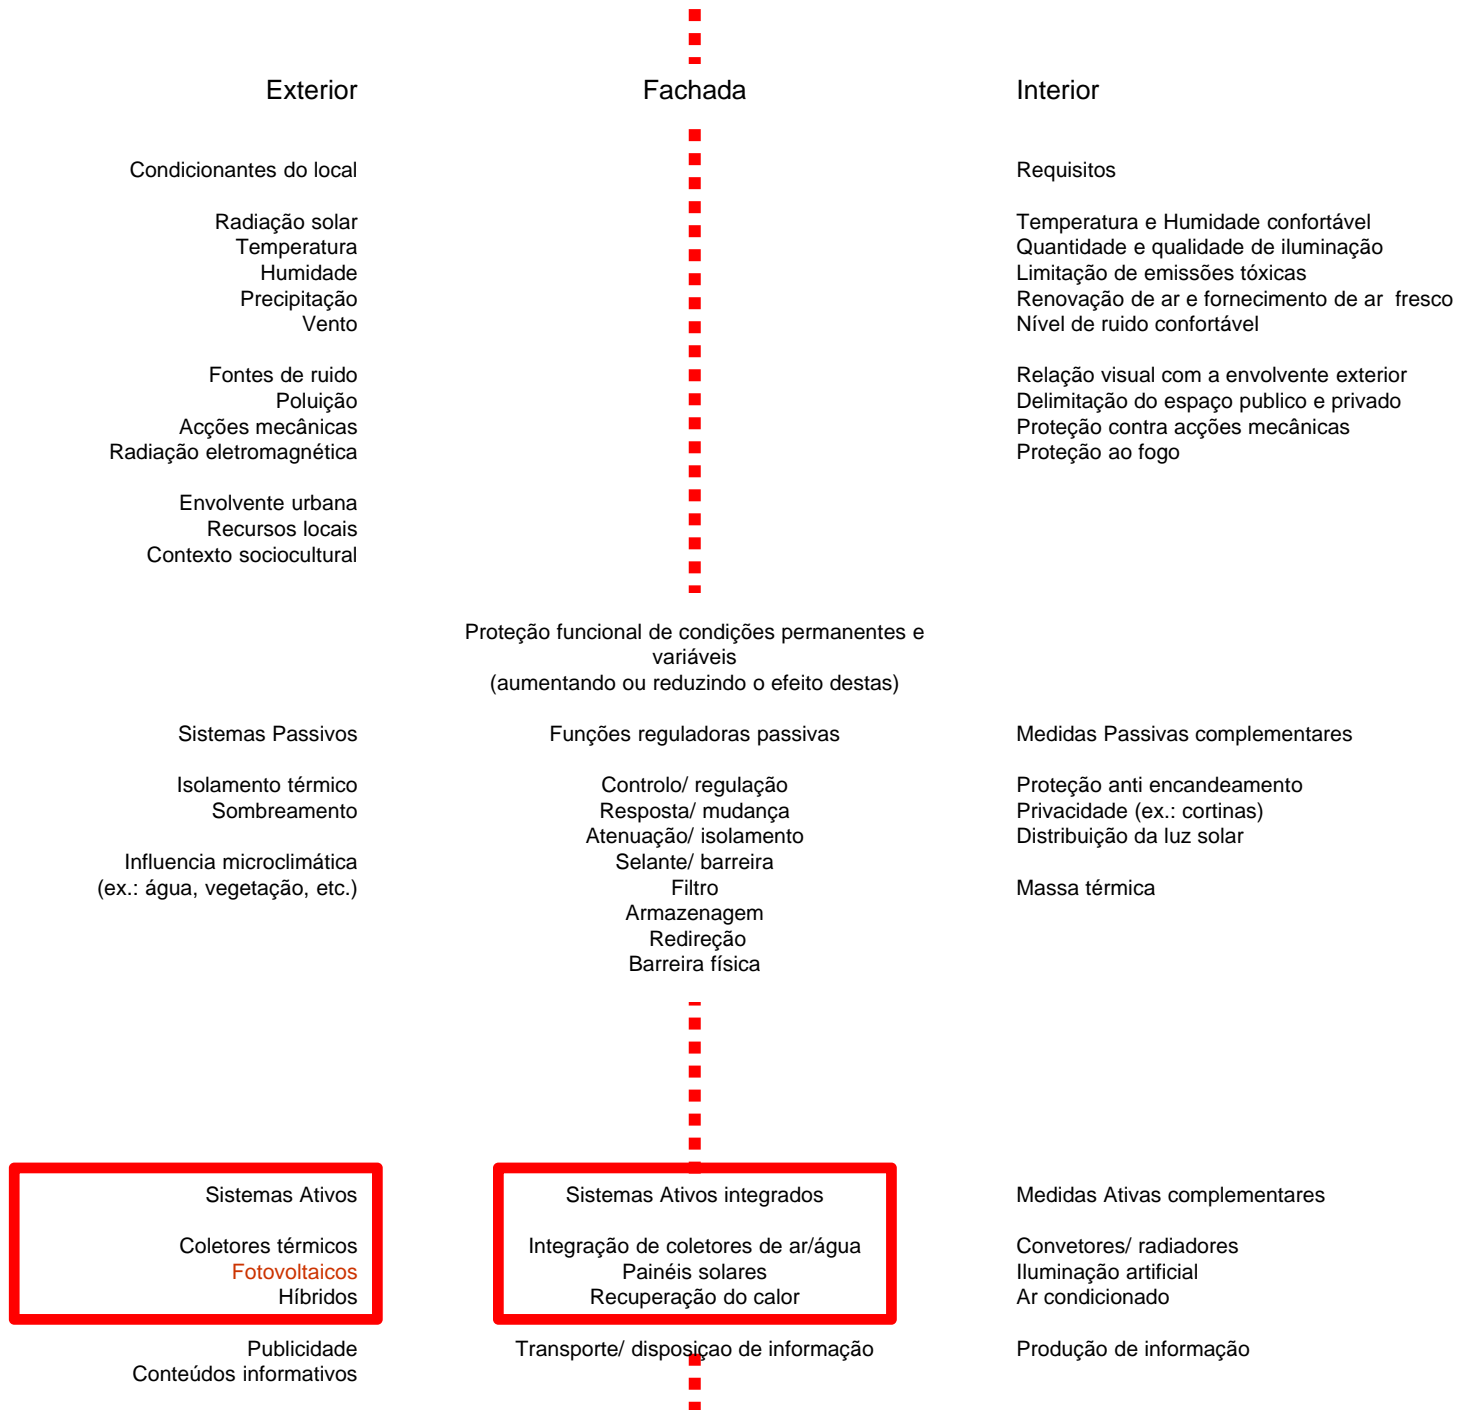 Exterior
Fachada
Interior
Condicionantes do local
Requisitos
Radiação solar
Temperatura
Humidade
Precipitação
Vento
Temperatura e Humidade confortável
Quantidade e qualidade de iluminação
Limitação de emissões tóxicas
Renovação de ar e fornecimento de ar fresco
Nível de ruido confortável
Fontes de ruido
Poluição
Acções mecânicas
Radiação eletromagnética
Relação visual com a envolvente exterior
Delimitação do espaço publico e privado
Proteção contra acções mecânicas
Proteção ao fogo
Envolvente urbana
Recursos locais
Contexto sociocultural
Proteção funcional de condições permanentes e
variáveis
(aumentando ou reduzindo o efeito destas)
Sistemas Passivos
Funções reguladoras passivas
Medidas Passivas complementares
Isolamento térmico
Sombreamento
Influencia microclimática
(ex.: água, vegetação, etc.)
Controlo/ regulação
Resposta/ mudança
Atenuação/ isolamento
Selante/ barreira
Filtro
Armazenagem
Redireção
Barreira física
Proteção anti encandeamento
Privacidade (ex.: cortinas)
Distribuição da luz solar
Massa térmica
Sistemas Ativos
Coletores térmicos
Fotovoltaicos
Híbridos
Sistemas Ativos integrados
Integração de coletores de ar/água
Painéis solares
Recuperação do calor
Medidas Ativas complementares
Convetores/ radiadores
Iluminação artificial
Ar condicionado
Publicidade
Conteúdos informativos
Transporte/ disposiçao de informação
Produção de informação